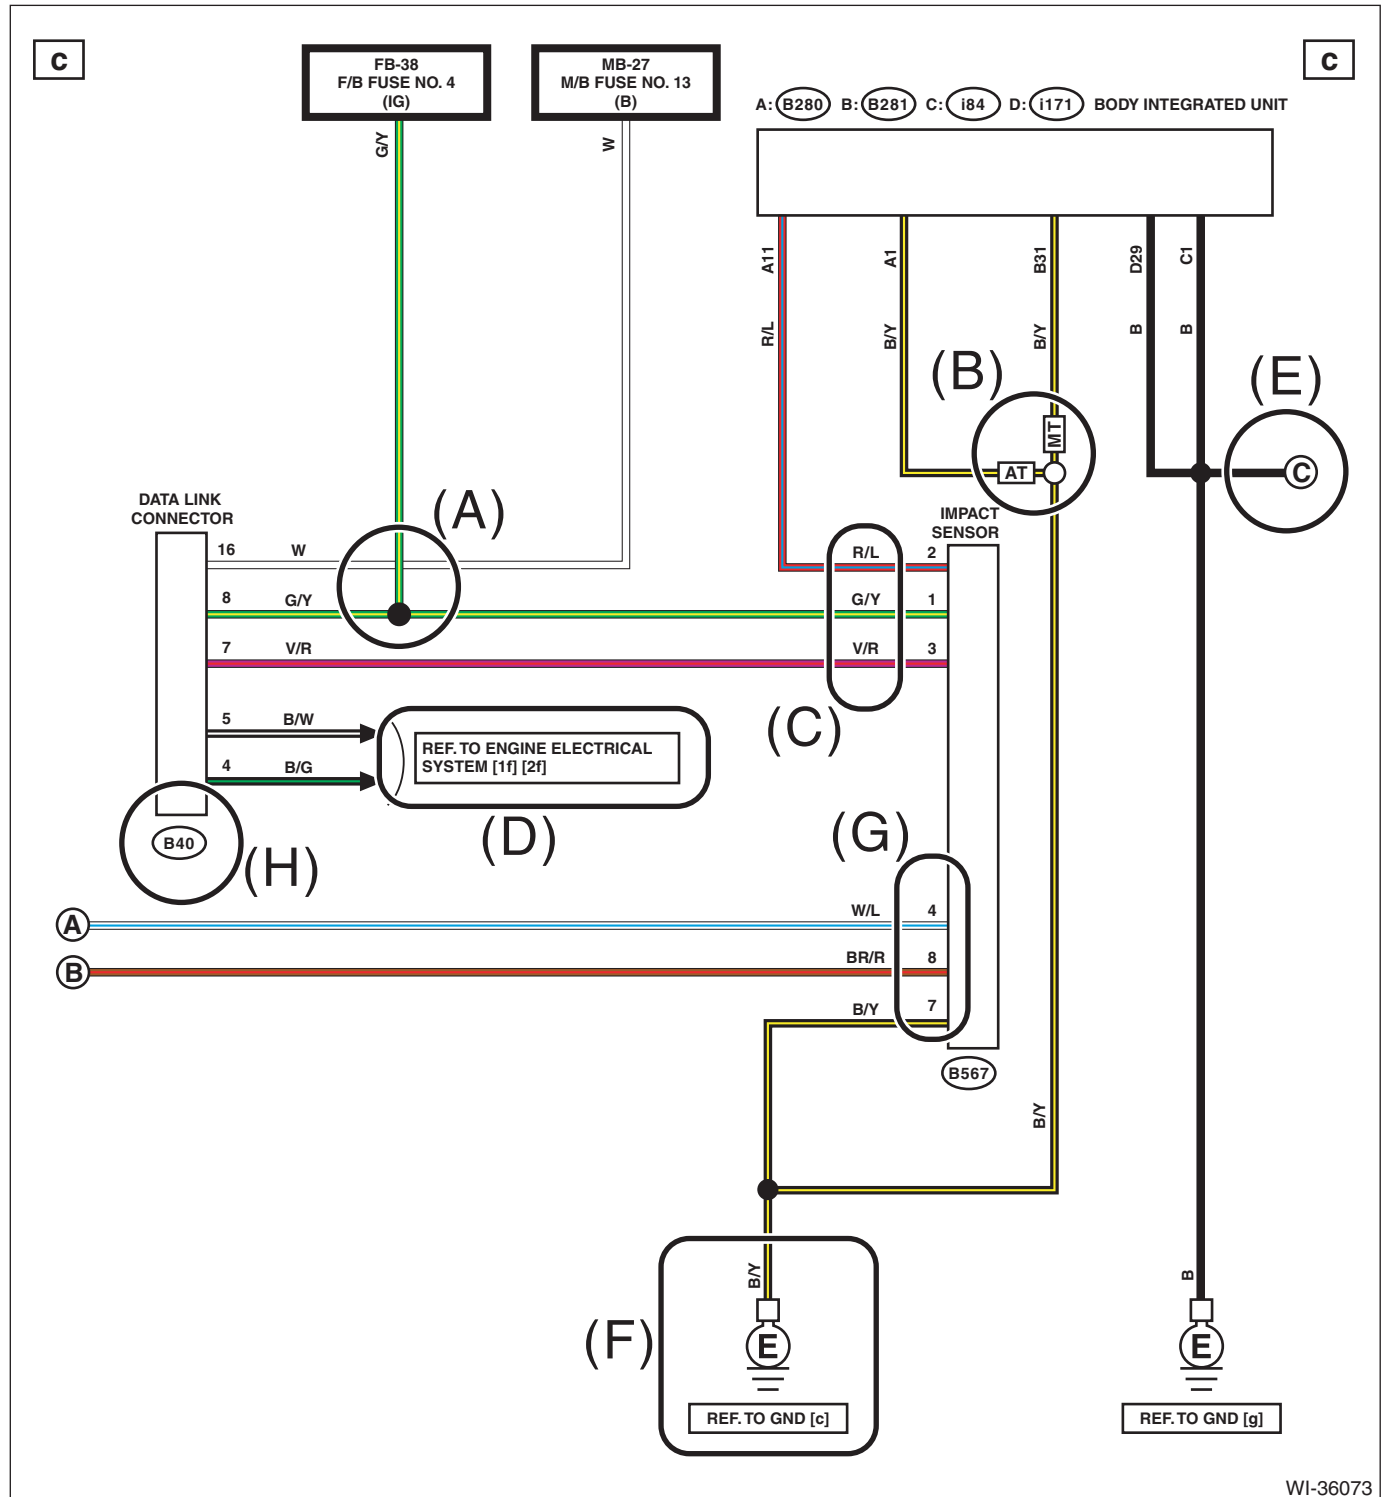 c
c
FB-38
F/B FUSE NO. 4
(IG)
MB-27
M/B FUSE NO. 13
(B)
A: B280 B: B281 C: i84 D: i171 BODY INTEGRATED UNIT
G/Y
W
A11
A1
B31
D29
C1
R/L
B/Y
B/Y
B
B
(B)
(E)
MT
AT
C
DATA LINK
CONNECTOR
(A)
IMPACT
SENSOR
16 W
R/L 2
8 G/Y
G/Y 1
7 V/R
V/R 3
(C)
5 B/W
4 B/G
REF. TO ENGINE ELECTRICAL
SYSTEM [1f] [2f]
(D)
B40
(H)
(G)
A
W/L 4
B
BR/R 8
B/Y 7
B567
B/Y
B/Y
B
(F)
E
E
REF. TO GND [c]
REF. TO GND [g]
WI-36073